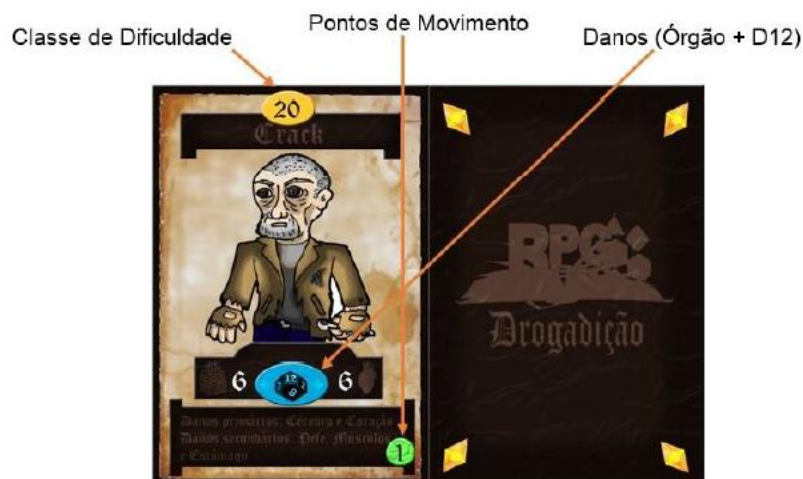 Pontos de Movimento
Classe de Dificuldade
Danos (Órgão + D12)
20
Crack
RPG
Drogadição
6
12
6
Danos primários: Cérebro e Coração
Danos secundários: Pele, Músculos
e Estômago
1